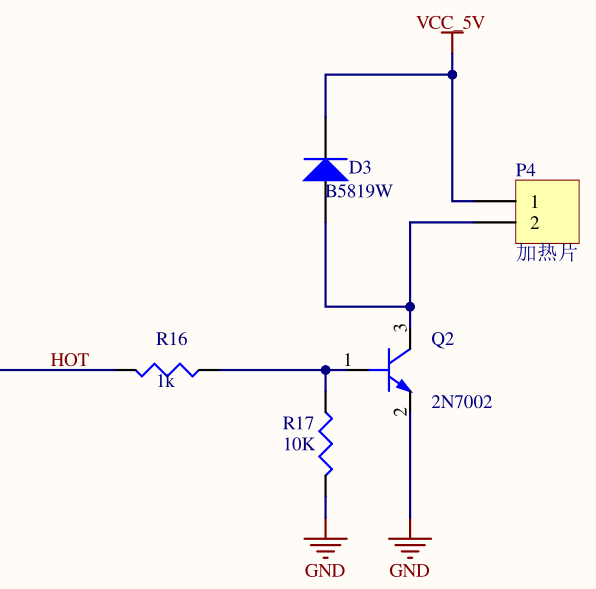 VCC_5V
D3
B5819W
P4
1
2
加热片
3
Q2
R16
HOT
1k
1
2N7002
2
R17
10K
GND
GND